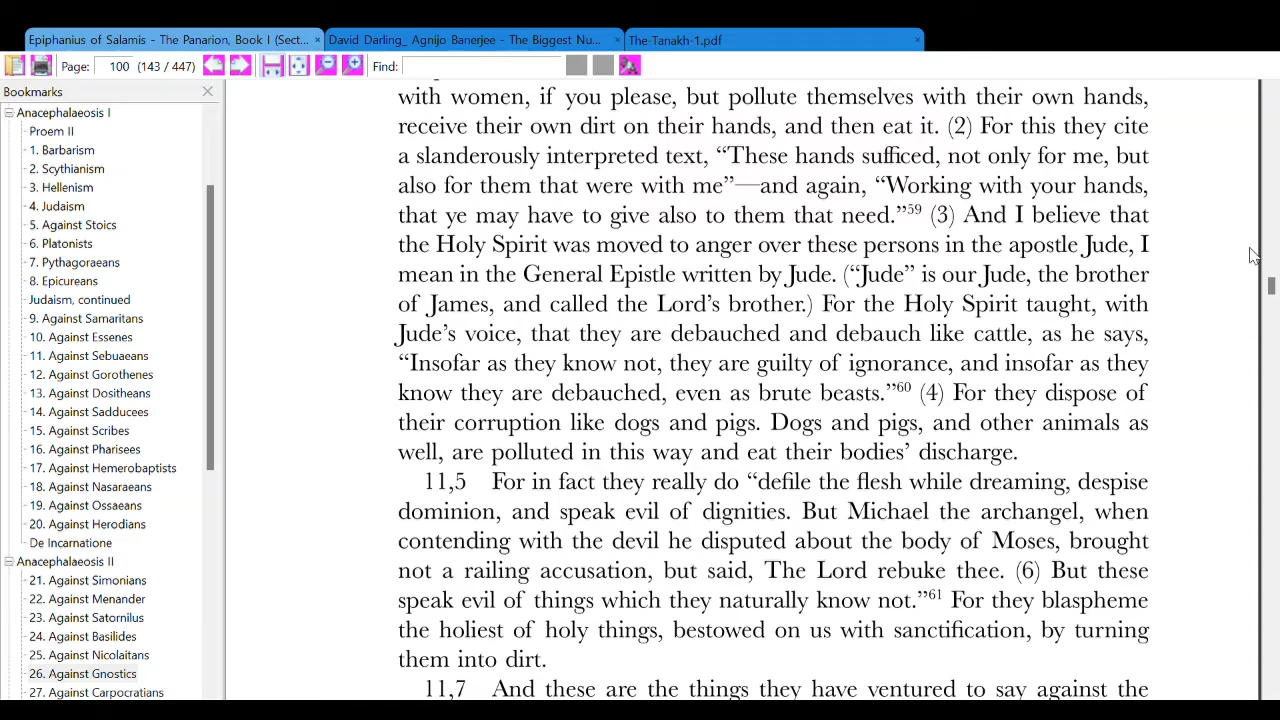 Epiphanius of Salamis - The Panarion, Book I (Sect...
David Darling_ Agnijo Banerjee - The Biggest Nu...
The-Tanakh-1.pdf
Page: 100 (143 / 447) Find:
Bookmarks
Anacephalaeosis I
Proem II
1. Barbarism
2. Scythianism
3. Hellenism
4. Judaism
5. Against Stoics
6. Platonists
7. Pythagoraeans
8. Epicureans
Judaism, continued
9. Against Samaritans
10. Against Essenes
11. Against Sebuaeans
12. Against Gorothenes
13. Against Dositheans
14. Against Sadducees
15. Against Scribes
16. Against Pharisees
17. Against Hemerobaptists
18. Against Nasaraeans
19. Against Ossaeans
20. Against Herodians
De Incarnatione
Anacephalaeosis II
21. Against Simonians
22. Against Menander
23. Against Satornilus
24. Against Basilides
25. Against Nicolaitans
26. Against Gnostics
27. Against Carpocratians
with women, if you please, but pollute themselves with their own hands,
receive their own dirt on their hands, and then eat it. (2) For this they cite
a slanderously interpreted text, “These hands sufficed, not only for me, but
also for them that were with me”—and again, “Working with your hands,
that ye may have to give also to them that need.”59 (3) And I believe that
the Holy Spirit was moved to anger over these persons in the apostle Jude, I
mean in the General Epistle written by Jude. (“Jude” is our Jude, the brother
of James, and called the Lord’s brother.) For the Holy Spirit taught, with
Jude’s voice, that they are debauched and debauch like cattle, as he says,
“Insofar as they know not, they are guilty of ignorance, and insofar as they
know they are debauched, even as brute beasts.”60 (4) For they dispose of
their corruption like dogs and pigs. Dogs and pigs, and other animals as
well, are polluted in this way and eat their bodies’ discharge.
11,5 For in fact they really do “defile the flesh while dreaming, despise
dominion, and speak evil of dignities. But Michael the archangel, when
contending with the devil he disputed about the body of Moses, brought
not a railing accusation, but said, The Lord rebuke thee. (6) But these
speak evil of things which they naturally know not.”61 For they blaspheme
the holiest of holy things, bestowed on us with sanctification, by turning
them into dirt.
11,7 And these are the things they have ventured to say against the